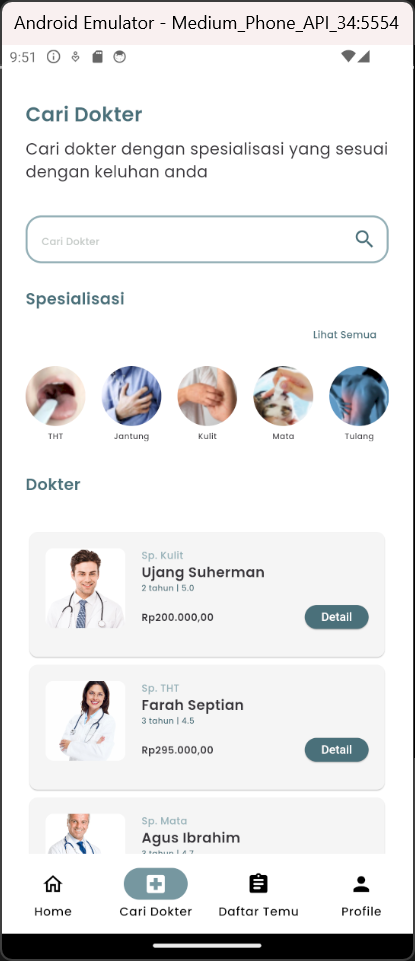 Android Emulator - Medium_Phone_API_34:5554
9:51
Cari Dokter
Cari dokter dengan spesialisasi yang sesuai
dengan keluhan anda
Cari Dokter
Spesialisasi
Lihat Semua
THT Jantung Kulit Mata Tulang
Dokter
Sp. Kulit
Ujang Suherman
2 tahun | 5.0
Rp200.000,00 Detail
Sp. THT
Farah Septian
3 tahun | 4.5
Rp295.000,00 Detail
Sp. Mata
Agus Ibrahim
3 tahun | 4.7
Home Cari Dokter Daftar Temu Profile